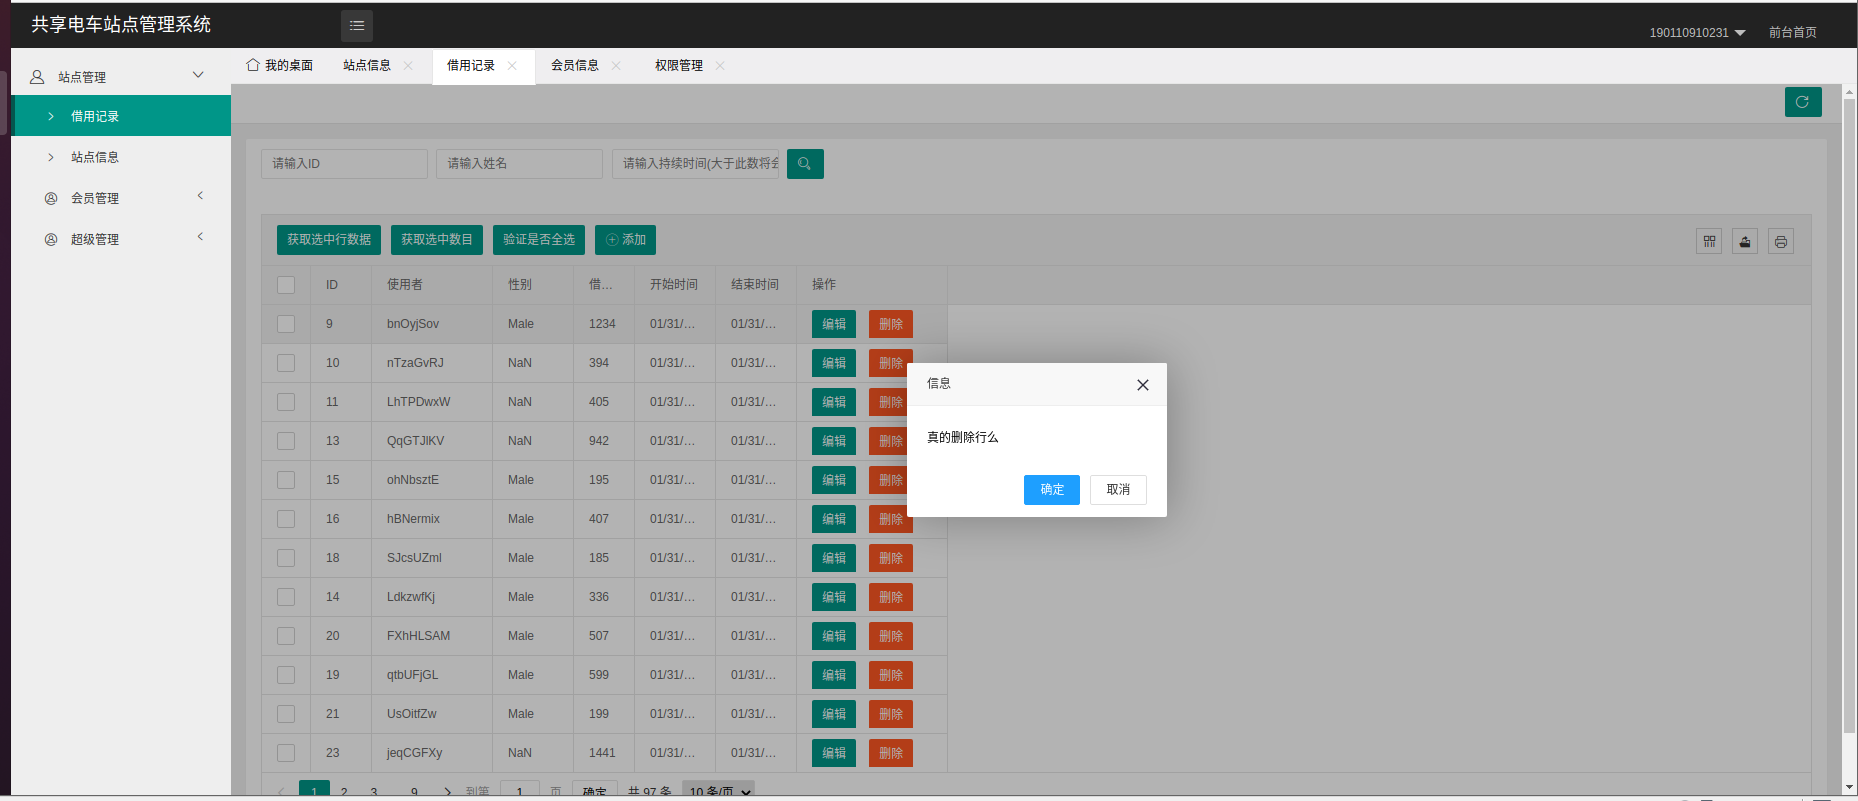 共享电车站点管理系统
190110910231
前台首页
站点管理
借用记录
站点信息
会员管理
超级管理
我的桌面
站点信息
借用记录
会员信息
权限管理
请输入ID
请输入姓名
请输入持续时间(大于此数将会
获取选中行数据
获取选中数目
验证是否全选
添加
ID 使用者 性别 借... 开始时间 结束时间 操作
9 bnOyjSov Male 1234 01/31/... 01/31/... 编辑 删除
10 nTzaGvRJ NaN 394 01/31/... 01/31/... 编辑 删除
11 LhTPDwxW NaN 405 01/31/... 01/31/... 编辑 删除
13 QqGTJlKV NaN 942 01/31/... 01/31/... 编辑 删除
15 ohNbsztE Male 195 01/31/... 01/31/... 编辑 删除
16 hBNermix Male 407 01/31/... 01/31/... 编辑 删除
18 SJcsUZml Male 185 01/31/... 01/31/... 编辑 删除
14 LdkzwfKj Male 336 01/31/... 01/31/... 编辑 删除
20 FXhHLSAM Male 507 01/31/... 01/31/... 编辑 删除
19 qtbUFjGL Male 599 01/31/... 01/31/... 编辑 删除
21 UsOitfZw Male 199 01/31/... 01/31/... 编辑 删除
23 jeqCGFXy NaN 1441 01/31/... 01/31/... 编辑 删除
1 2 3 ... 9 到第 1 页 确定 共 97 条 10 条/页
信息
真的删除行么
确定
取消